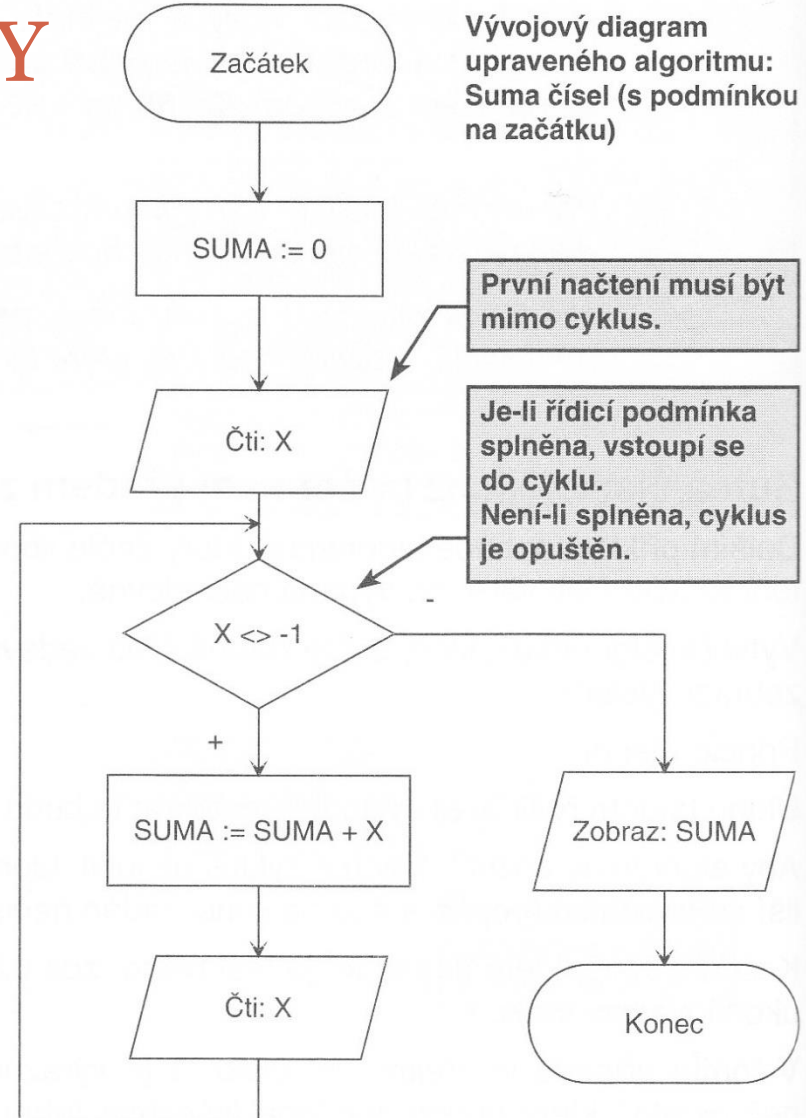 Y
Vývojový diagram
upraveného algoritmu:
Suma čísel (s podmínkou
na začátku)
Začátek
SUMA := 0
První načtení musí být
mimo cyklus.
Čti: X
Je-li řídicí podmínka
splněna, vstoupí se
do cyklu.
Není-li splněna, cyklus
je opuštěn.
X <> -1
-
+
SUMA := SUMA + X
Zobraz: SUMA
Čti: X
Konec